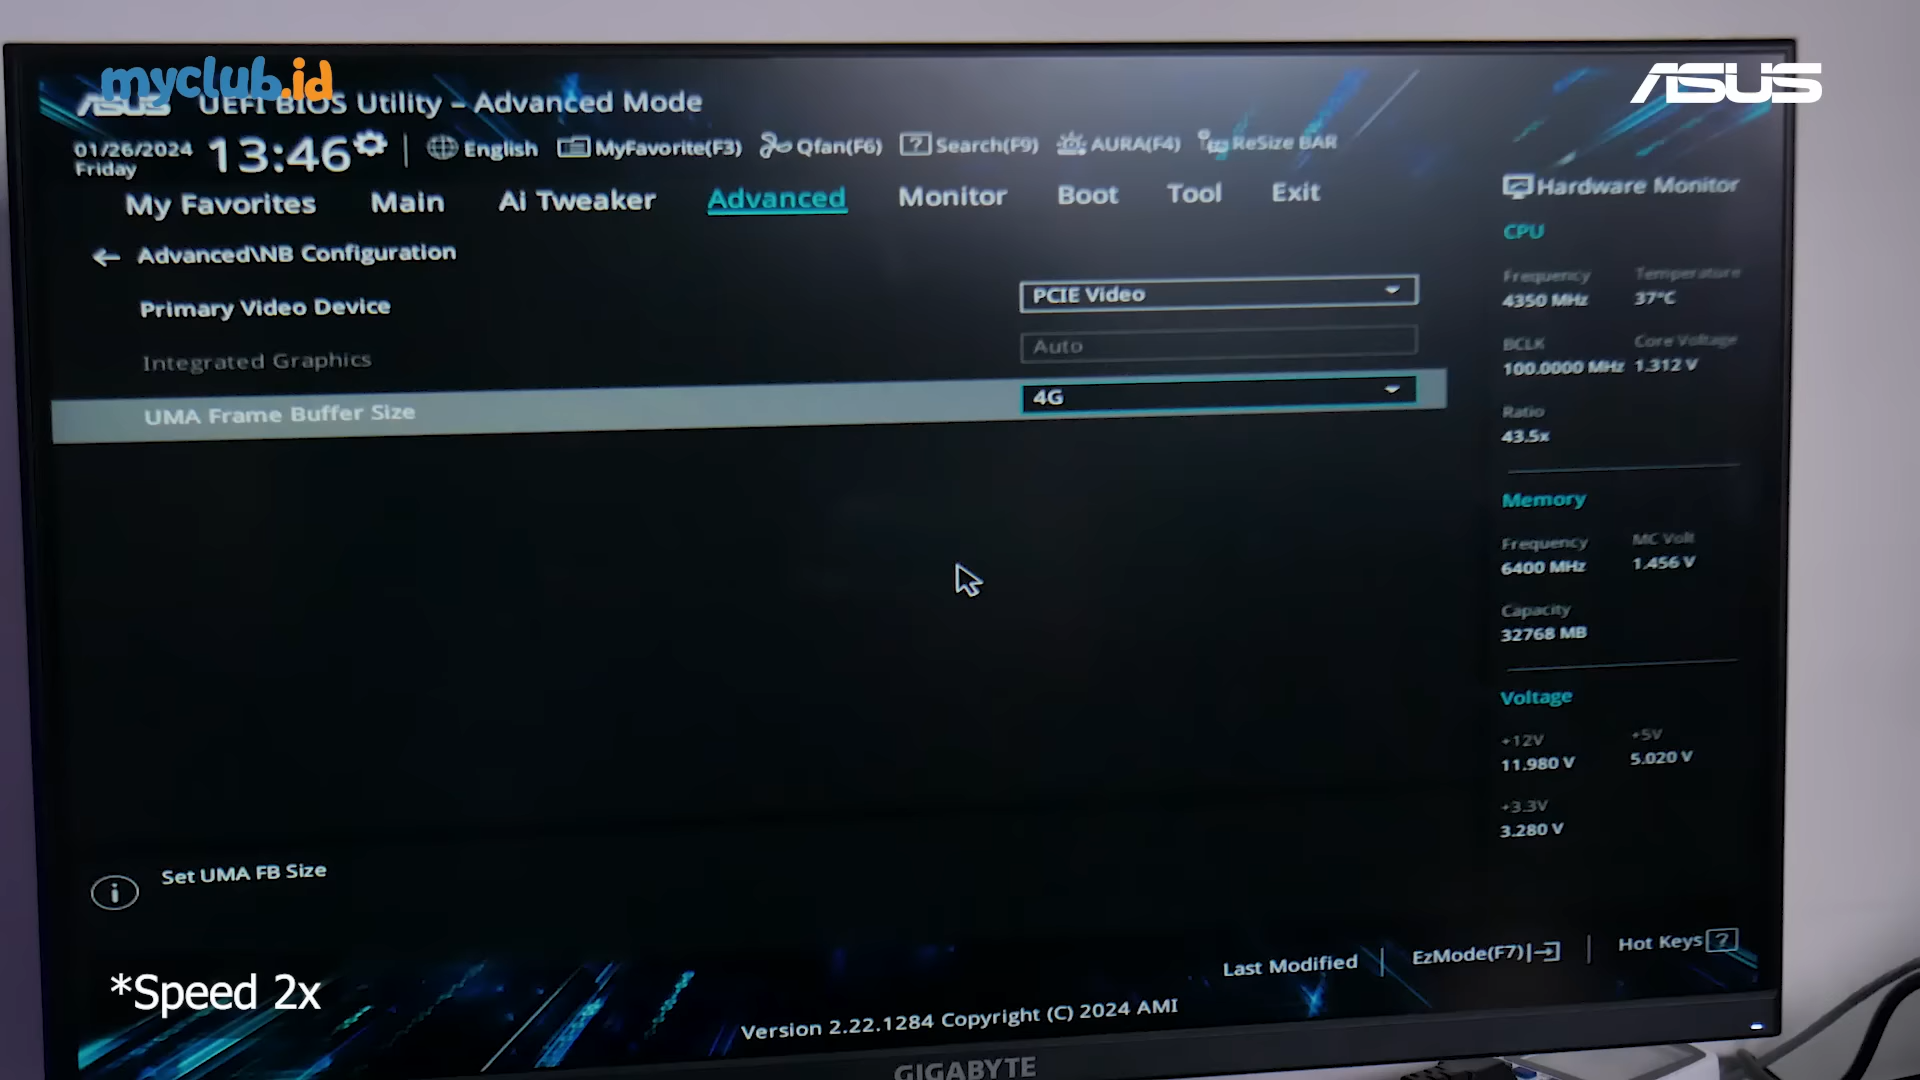 myclub.id
ASUS
ASUS UEFI BIOS Utility – Advanced Mode
01/26/2024
Friday
13:46
English
MyFavorite(F3)
Qfan(F6)
Search(F9)
AURA(F4)
ReSize BAR
My Favorites
Main
Ai Tweaker
Advanced
Monitor
Boot
Tool
Exit
Advanced\NB Configuration
Primary Video Device
PCIE Video
Integrated Graphics
Auto
UMA Frame Buffer Size
4G
Hardware Monitor
CPU
Frequency Temperature
4350 MHz 37°C
BCLK Core Voltage
100.0000 MHz 1.312 V
Ratio
43.5x
Memory
Frequency MC Volt
6400 MHz 1.456 V
Capacity
32768 MB
Voltage
+12V +5V
11.980 V 5.020 V
+3.3V
3.280 V
Set UMA FB Size
*Speed 2x
Last Modified
EzMode(F7)
Hot Keys ?
Version 2.22.1284 Copyright (C) 2024 AMI
GIGABYTE